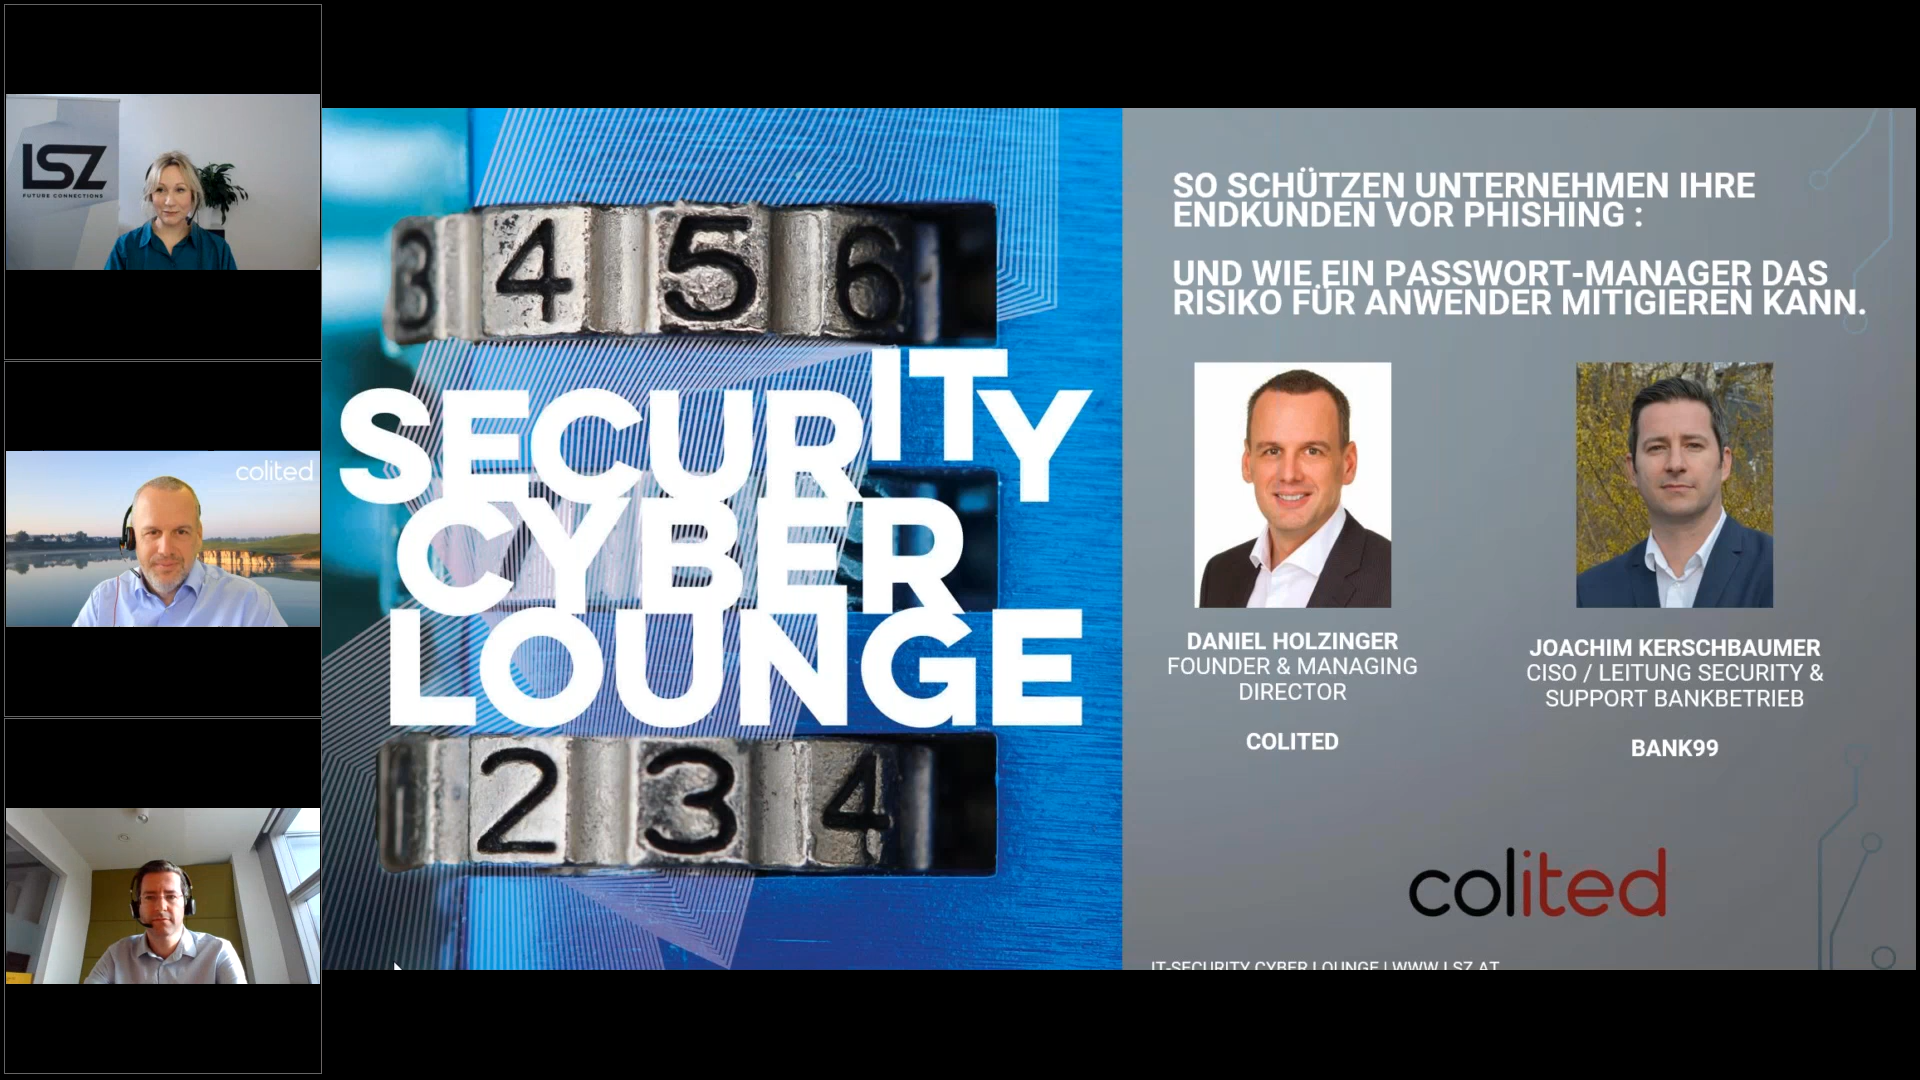 LSZ
FUTURE CONNECTIONS
colited
3 4 5 6
SECURITY
CYBER
LOUNGE
2 3 4
SO SCHÜTZEN UNTERNEHMEN IHRE
ENDKUNDEN VOR PHISHING :
UND WIE EIN PASSWORT-MANAGER DAS
RISIKO FÜR ANWENDER MITIGIEREN KANN.
DANIEL HOLZINGER
FOUNDER & MANAGING
DIRECTOR
COLITED
JOACHIM KERSCHBAUMER
CISO / LEITUNG SECURITY &
SUPPORT BANKBETRIEB
BANK99
colited
IT-SECURITY CYBER LOUNGE | WWW.LSZ.AT